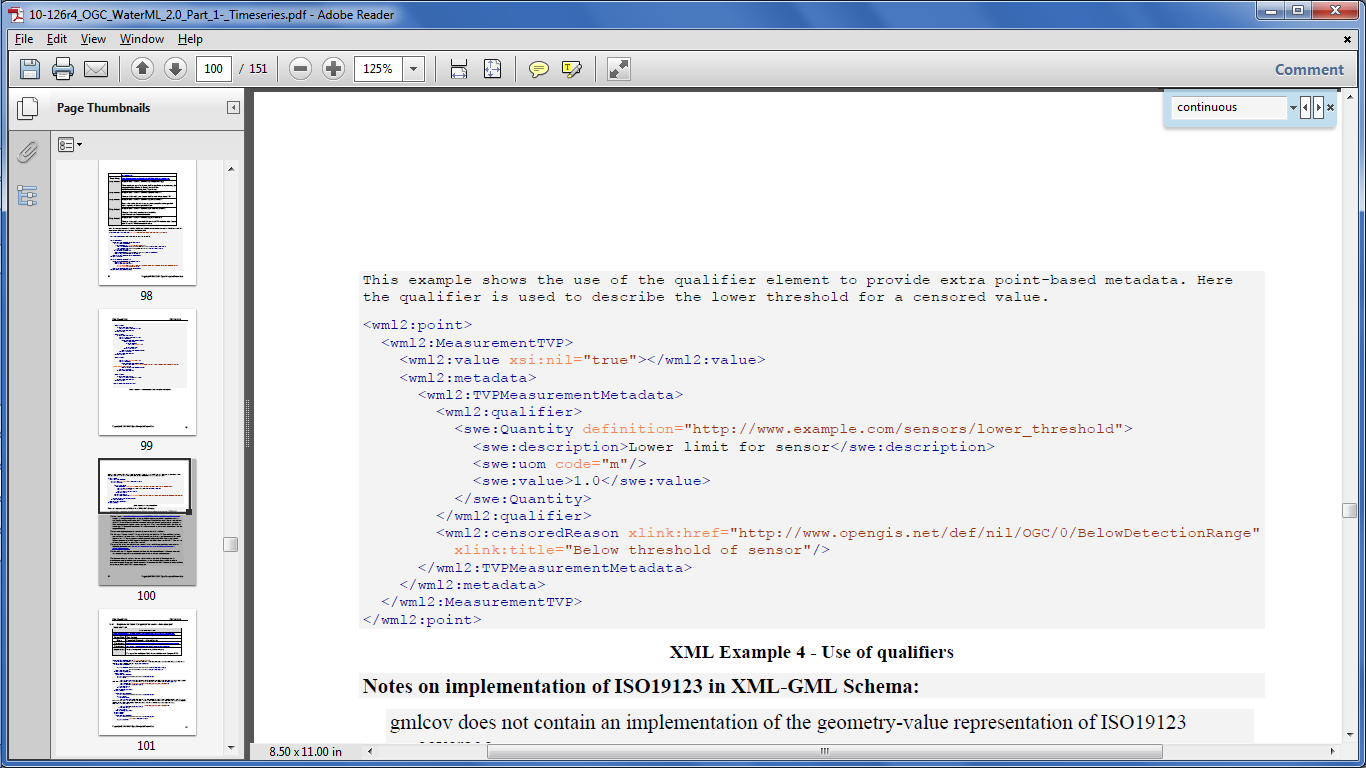 10-126r4_OGC_WaterML_2.0_Part_1-_Timeseries.pdf - Adobe Reader
File Edit View Window Help
100 / 151 125% Comment
Page Thumbnails
continuous
98
99
100
101
This example shows the use of the qualifier element to provide extra point-based metadata. Here
the qualifier is used to describe the lower threshold for a censored value.
<wml2:point>
<wml2:MeasurementTVP>
<wml2:value xsi:nil="true"></wml2:value>
<wml2:metadata>
<wml2:TVPMeasurementMetadata>
<wml2:qualifier>
<swe:Quantity definition="http://www.example.com/sensors/lower_threshold">
<swe:description>Lower limit for sensor</swe:description>
<swe:uom code="m"/>
<swe:value>1.0</swe:value>
</swe:Quantity>
</wml2:qualifier>
<wml2:censoredReason xlink:href="http://www.opengis.net/def/nil/OGC/0/BelowDetectionRange"
xlink:title="Below threshold of sensor"/>
</wml2:TVPMeasurementMetadata>
</wml2:metadata>
</wml2:MeasurementTVP>
</wml2:point>
XML Example 4 - Use of qualifiers
Notes on implementation of ISO19123 in XML-GML Schema:
gmlcov does not contain an implementation of the geometry-value representation of ISO19123
8.50 x 11.00 in